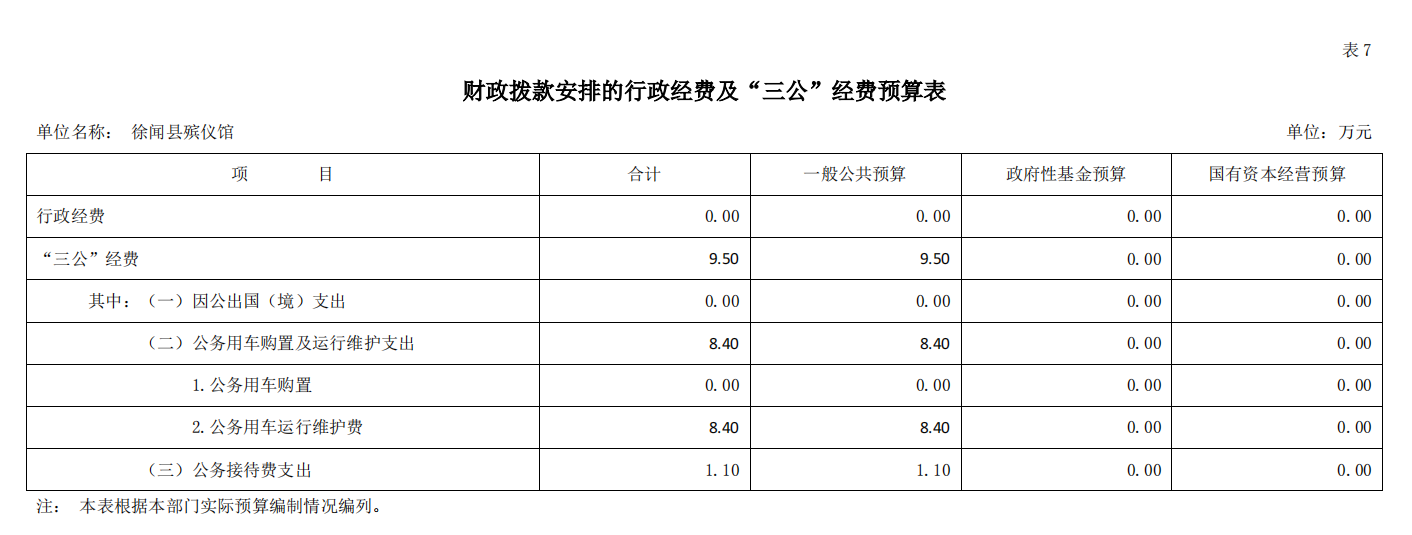 表 7
财政拨款安排的行政经费及“三公”经费预算表
单位名称： 徐闻县殡仪馆 单位：万元
项 目 合计 一般公共预算 政府性基金预算 国有资本经营预算
行政经费 0.00 0.00 0.00 0.00
“三公”经费 9.50 9.50 0.00 0.00
其中：（一）因公出国（境）支出 0.00 0.00 0.00 0.00
（二）公务用车购置及运行维护支出 8.40 8.40 0.00 0.00
1.公务用车购置 0.00 0.00 0.00 0.00
2.公务用车运行维护费 8.40 8.40 0.00 0.00
（三）公务接待费支出 1.10 1.10 0.00 0.00
注： 本表根据本部门实际预算编制情况编列。